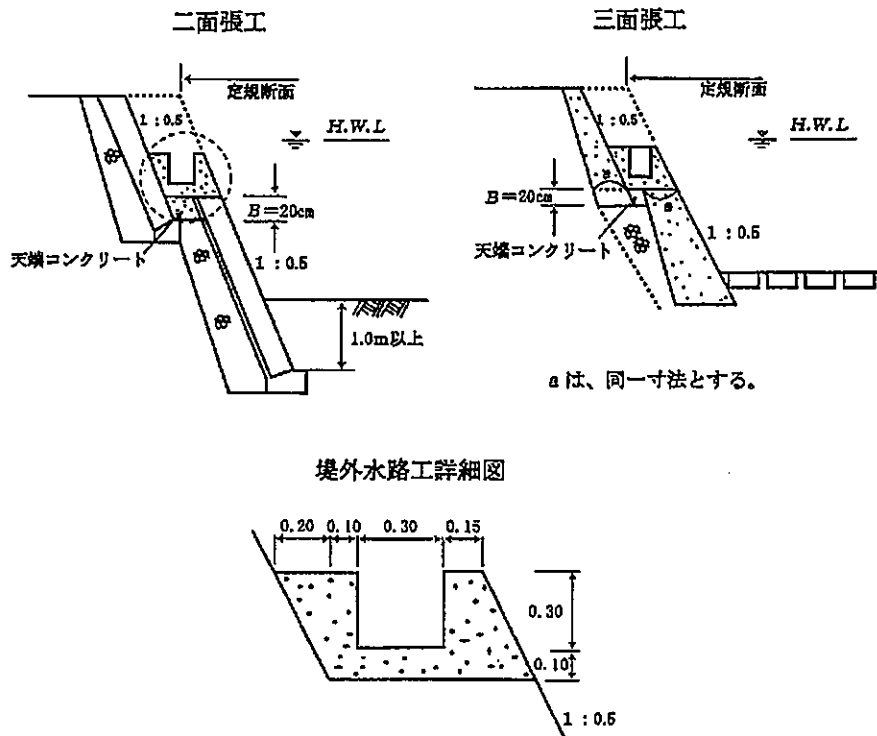 二面張工
定規断面
1:0.5
H.W.L
B=20cm
天端コンクリート
1:0.5
1.0m以上
三面張工
定規断面
1:0.5
H.W.L
a
B=20cm
a
天端コンクリート
1:0.5
aは、同一寸法とする。
堤外水路工詳細図
0.20 0.10 0.30 0.15
0.30
0.10
1:0.5